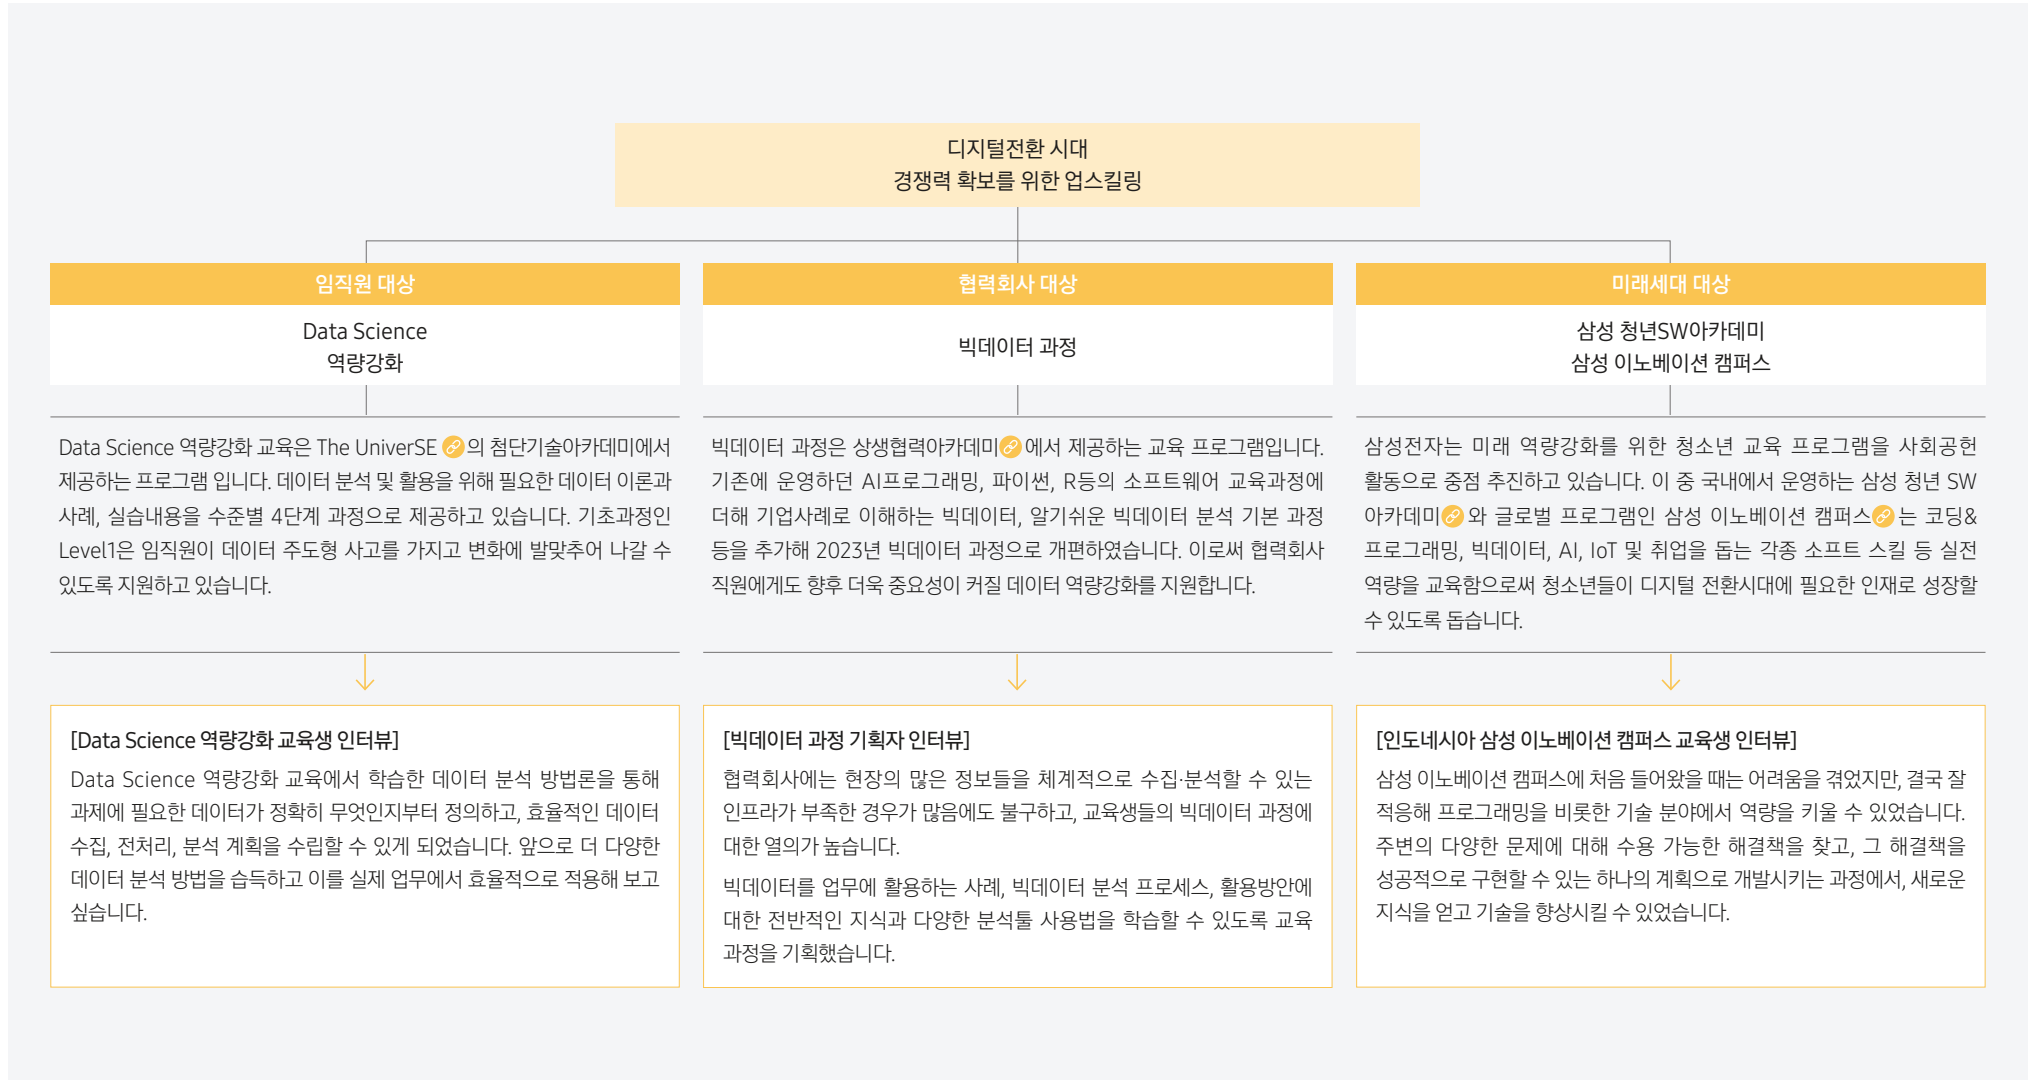 디지털전환 시대
경쟁력 확보를 위한 업스킬링
임직원 대상
Data Science
역량강화
Data Science 역량강화 교육은 The UniverSE 의 첨단기술아카데미에서
제공하는 프로그램 입니다. 데이터 분석 및 활용을 위해 필요한 데이터 이론과
사례, 실습내용을 수준별 4단계 과정으로 제공하고 있습니다. 기초과정인
Level1은 임직원이 데이터 주도형 사고를 가지고 변화에 발맞추어 나갈 수
있도록 지원하고 있습니다.
[Data Science 역량강화 교육생 인터뷰]
Data Science 역량강화 교육에서 학습한 데이터 분석 방법론을 통해
과제에 필요한 데이터가 정확히 무엇인지부터 정의하고, 효율적인 데이터
수집, 전처리, 분석 계획을 수립할 수 있게 되었습니다. 앞으로 더 다양한
데이터 분석 방법을 습득하고 이를 실제 업무에서 효율적으로 적용해 보고
싶습니다.
협력회사 대상
빅데이터 과정
빅데이터 과정은 상생협력아카데미에서 제공하는 교육 프로그램입니다.
기존에 운영하던 AI프로그래밍, 파이썬, R등의 소프트웨어 교육과정에
더해 기업사례로 이해하는 빅데이터, 알기쉬운 빅데이터 분석 기본 과정
등을 추가해 2023년 빅데이터 과정으로 개편하였습니다. 이로써 협력회사
직원에게도 향후 더욱 중요성이 커질 데이터 역량강화를 지원합니다.
[빅데이터 과정 기획자 인터뷰]
협력회사에는 현장의 많은 정보들을 체계적으로 수집·분석할 수 있는
인프라가 부족한 경우가 많음에도 불구하고, 교육생들의 빅데이터 과정에
대한 열의가 높습니다.
빅데이터를 업무에 활용하는 사례, 빅데이터 분석 프로세스, 활용방안에
대한 전반적인 지식과 다양한 분석툴 사용법을 학습할 수 있도록 교육
과정을 기획했습니다.
미래세대 대상
삼성 청년SW아카데미
삼성 이노베이션 캠퍼스
삼성전자는 미래 역량강화를 위한 청소년 교육 프로그램을 사회공헌
활동으로 중점 추진하고 있습니다. 이 중 국내에서 운영하는 삼성 청년 SW
아카데미 와 글로벌 프로그램인 삼성 이노베이션 캠퍼스 는 코딩&
프로그래밍, 빅데이터, AI, IoT 및 취업을 돕는 각종 소프트 스킬 등 실전
역량을 교육함으로써 청소년들이 디지털 전환시대에 필요한 인재로 성장할
수 있도록 돕습니다.
[인도네시아 삼성 이노베이션 캠퍼스 교육생 인터뷰]
삼성 이노베이션 캠퍼스에 처음 들어왔을 때는 어려움을 겪었지만, 결국 잘
적응해 프로그래밍을 비롯한 기술 분야에서 역량을 키울 수 있었습니다.
주변의 다양한 문제에 대해 수용 가능한 해결책을 찾고, 그 해결책을
성공적으로 구현할 수 있는 하나의 계획으로 개발시키는 과정에서, 새로운
지식을 얻고 기술을 향상시킬 수 있었습니다.